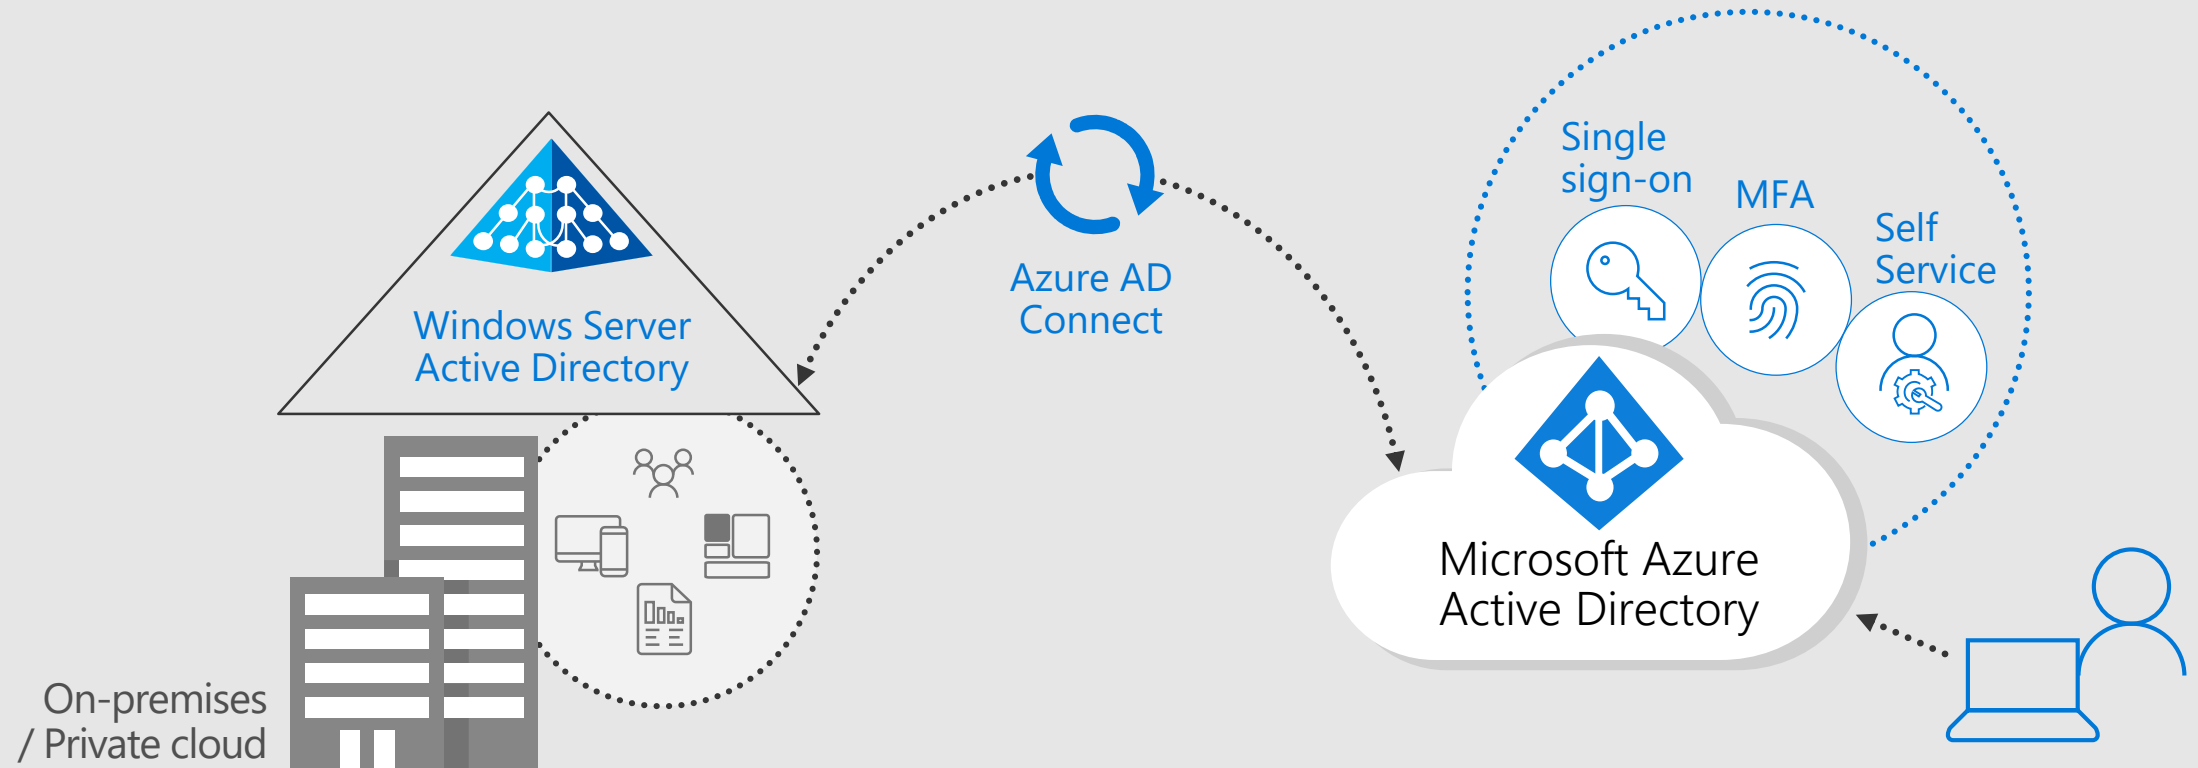 Windows Server
Active Directory
On-premises
/ Private cloud
Azure AD
Connect
Single
sign-on
MFA
Self
Service
Microsoft Azure
Active Directory